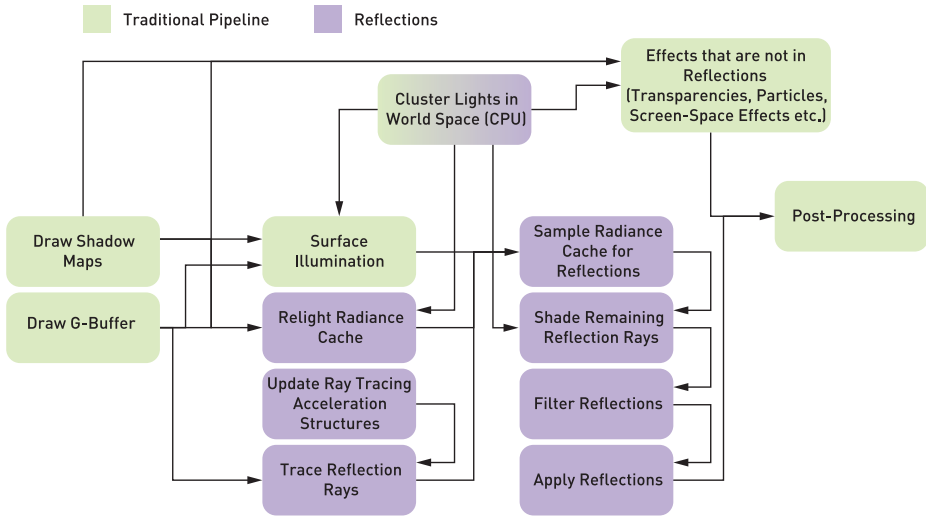 Traditional Pipeline
Reflections
Effects that are not in
Reflections
(Transparencies, Particles,
Screen-Space Effects etc.)
Cluster Lights in
World Space (CPU)
Post-Processing
Draw Shadow
Maps
Surface
Illumination
Sample Radiance
Cache for
Reflections
Draw G-Buffer
Relight Radiance
Cache
Shade Remaining
Reflection Rays
Update Ray Tracing
Acceleration
Structures
Filter Reflections
Trace Reflection
Rays
Apply Reflections